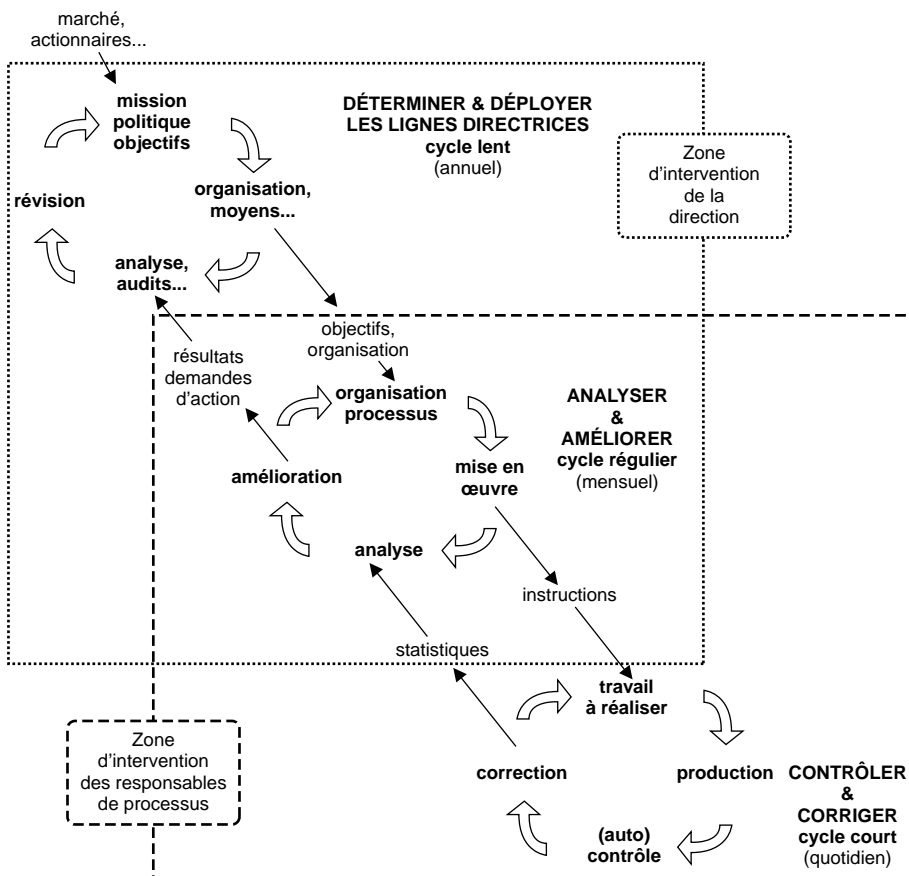 marché,
actionnaires...
mission
politique
objectifs
DÉTERMINER & DÉPLOYER
LES LIGNES DIRECTRICES
cycle lent
(annuel)
Zone
d'intervention
de la
direction
révision
organisation,
moyens...
analyse,
audits...
objectifs,
organisation
résultats
demandes
d'action
organisation
processus
ANALYSER
&
AMÉLIORER
cycle régulier
(mensuel)
amélioration
mise en
œuvre
analyse
instructions
statistiques
travail
à réaliser
Zone
d'intervention
des responsables
de processus
correction
production
CONTRÔLER
&
CORRIGER
cycle court
(quotidien)
(auto)
contrôle